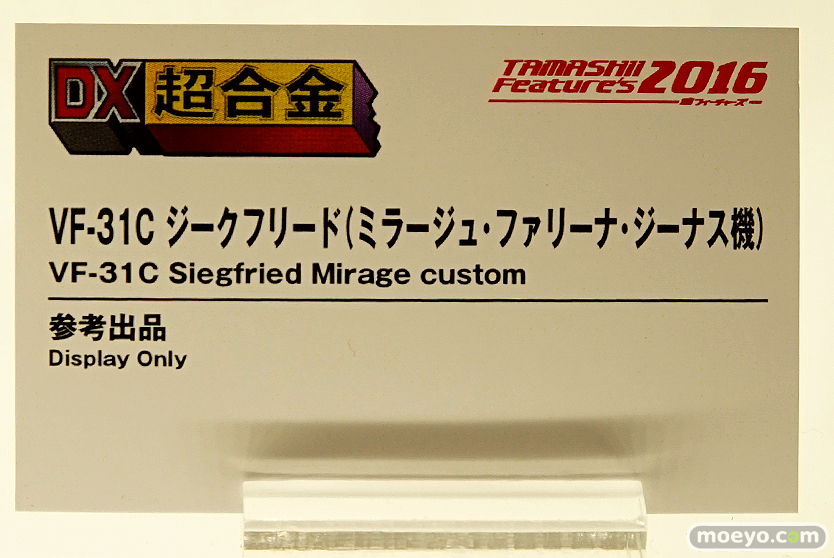 DX超合金
TAMASHII
Feature's 2016
魂フィーチャーズ
VF-31C ジークフリード(ミラージュ・ファリーナ・ジーナス機)
VF-31C Siegfried Mirage custom
参考出品
Display Only
moeyo.com